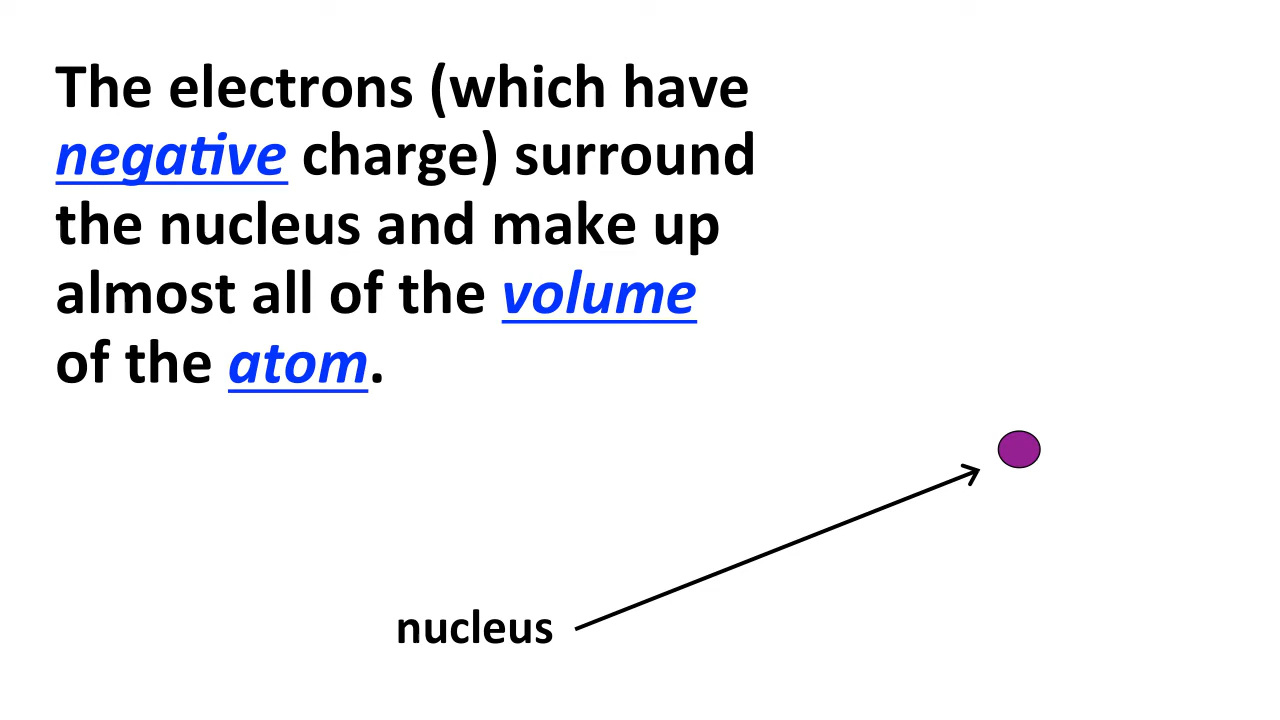 The electrons (which have
negative charge) surround
the nucleus and make up
almost all of the volume
of the atom.
nucleus